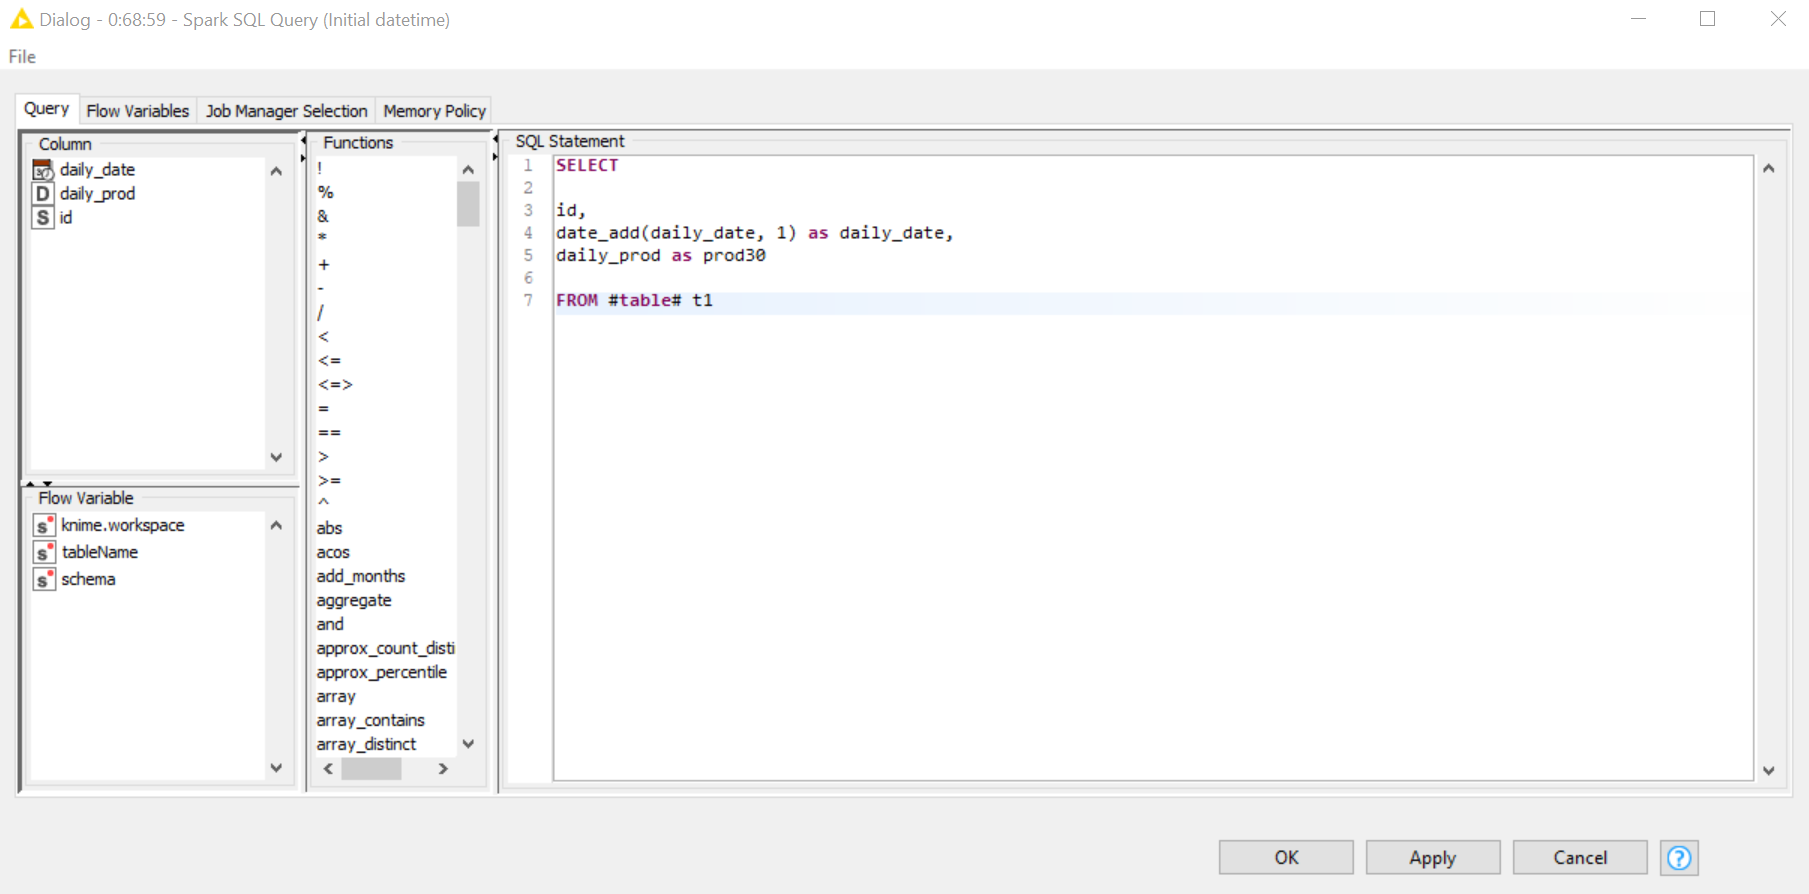 Dialog - 0:68:59 - Spark SQL Query (Initial datetime)
File
Query Flow Variables Job Manager Selection Memory Policy
Column
daily_date
D daily_prod
S id
Flow Variable
s knime.workspace
s tableName
s schema
Functions
!
%
&
*
+
-
/
<
<=
<=>
=
==
>
>=
^
abs
acos
add_months
aggregate
and
approx_count_disti
approx_percentile
array
array_contains
array_distinct
SQL Statement
1 SELECT
2
3 id,
4 date_add(daily_date, 1) as daily_date,
5 daily_prod as prod30
6
7 FROM #table# t1
OK Apply Cancel ?